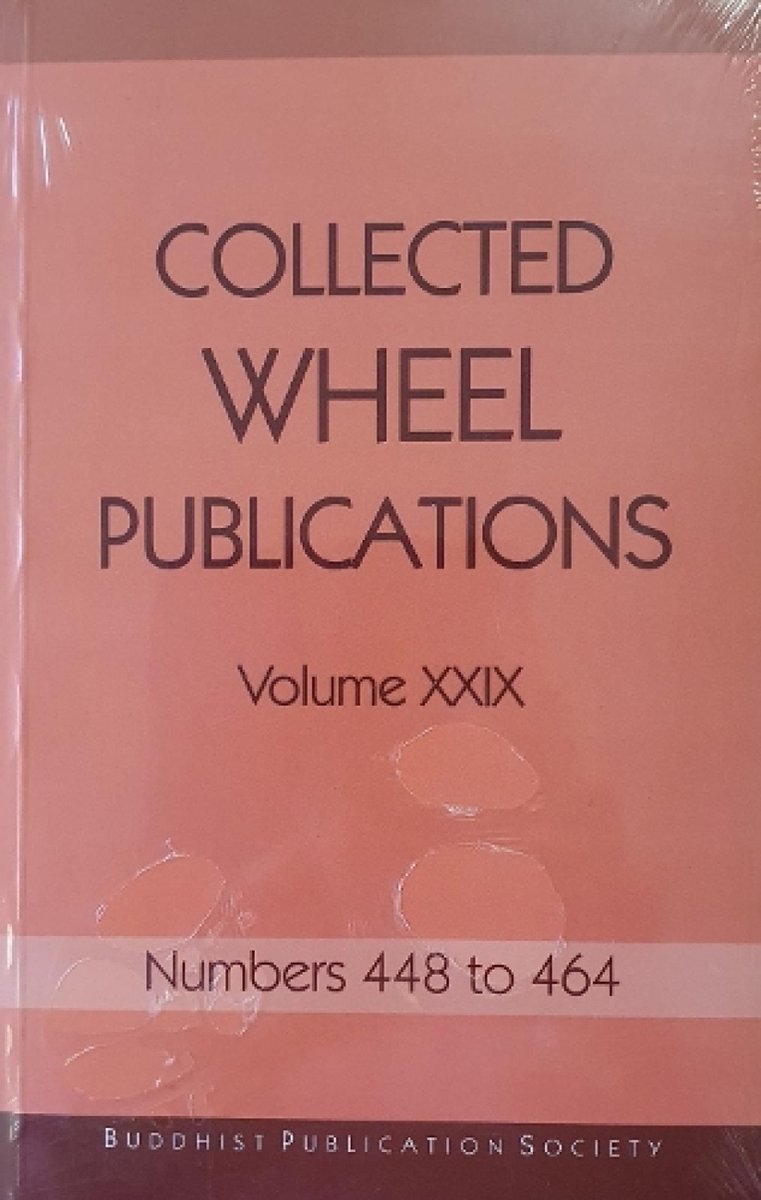 COLLECTED
WHEEL
PUBLICATIONS
Volume XXIX
Numbers 448 to 464
BUDDHIST PUBLICATION SOCIETY